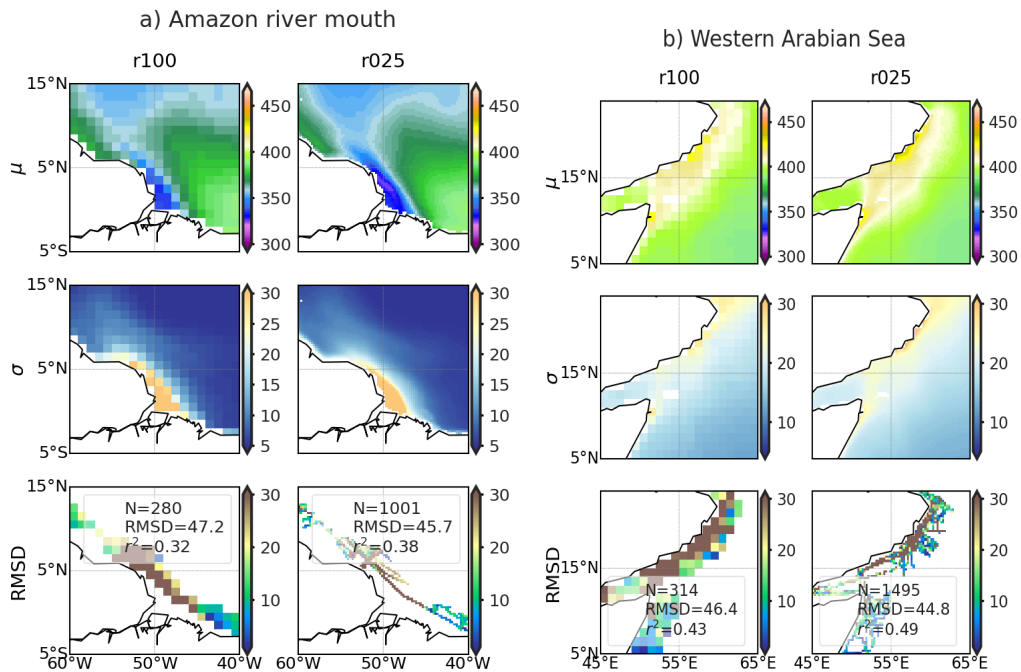 a) Amazon river mouth
b) Western Arabian Sea
r100
r025
r100
r025
15°N
5°N
5°S
μ
450
400
350
300
450
400
350
300
μ
15°N
5°N
450
400
350
300
450
400
350
300
15°N
5°N
5°S
σ
30
25
20
15
10
5
30
25
20
15
10
5
σ
15°N
5°N
30
20
10
30
20
10
15°N
5°N
5°S
RMSD
N=280
RMSD=47.2
r²=0.32
30
20
10
N=1001
RMSD=45.7
r²=0.38
30
20
10
RMSD
15°N
5°N
N=314
RMSD=46.4
r²=0.43
30
20
10
N=1495
RMSD=44.8
r²=0.49
30
20
10
60°W
50°W
40°W
60°W
50°W
40°W
45°E
55°E
65°E
45°E
55°E
65°E